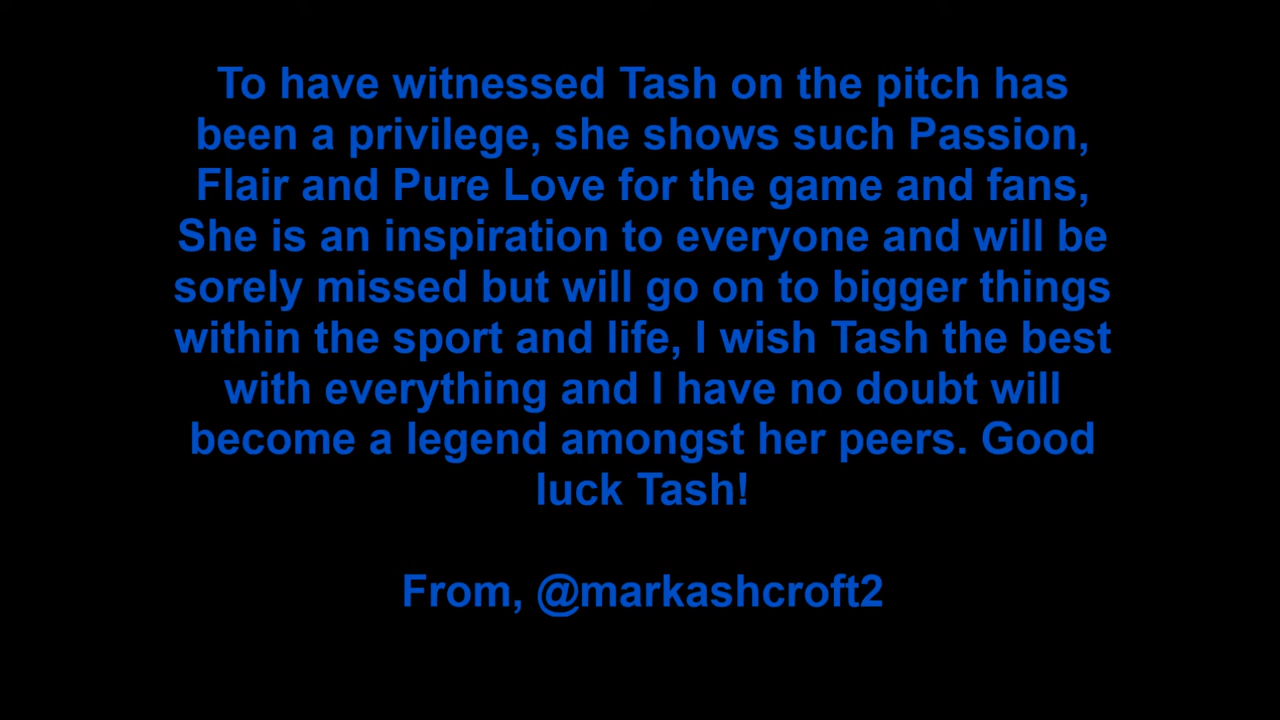 To have witnessed Tash on the pitch has
been a privilege, she shows such Passion,
Flair and Pure Love for the game and fans,
She is an inspiration to everyone and will be
sorely missed but will go on to bigger things
within the sport and life, I wish Tash the best
with everything and I have no doubt will
become a legend amongst her peers. Good
luck Tash!
From, @markashcroft2